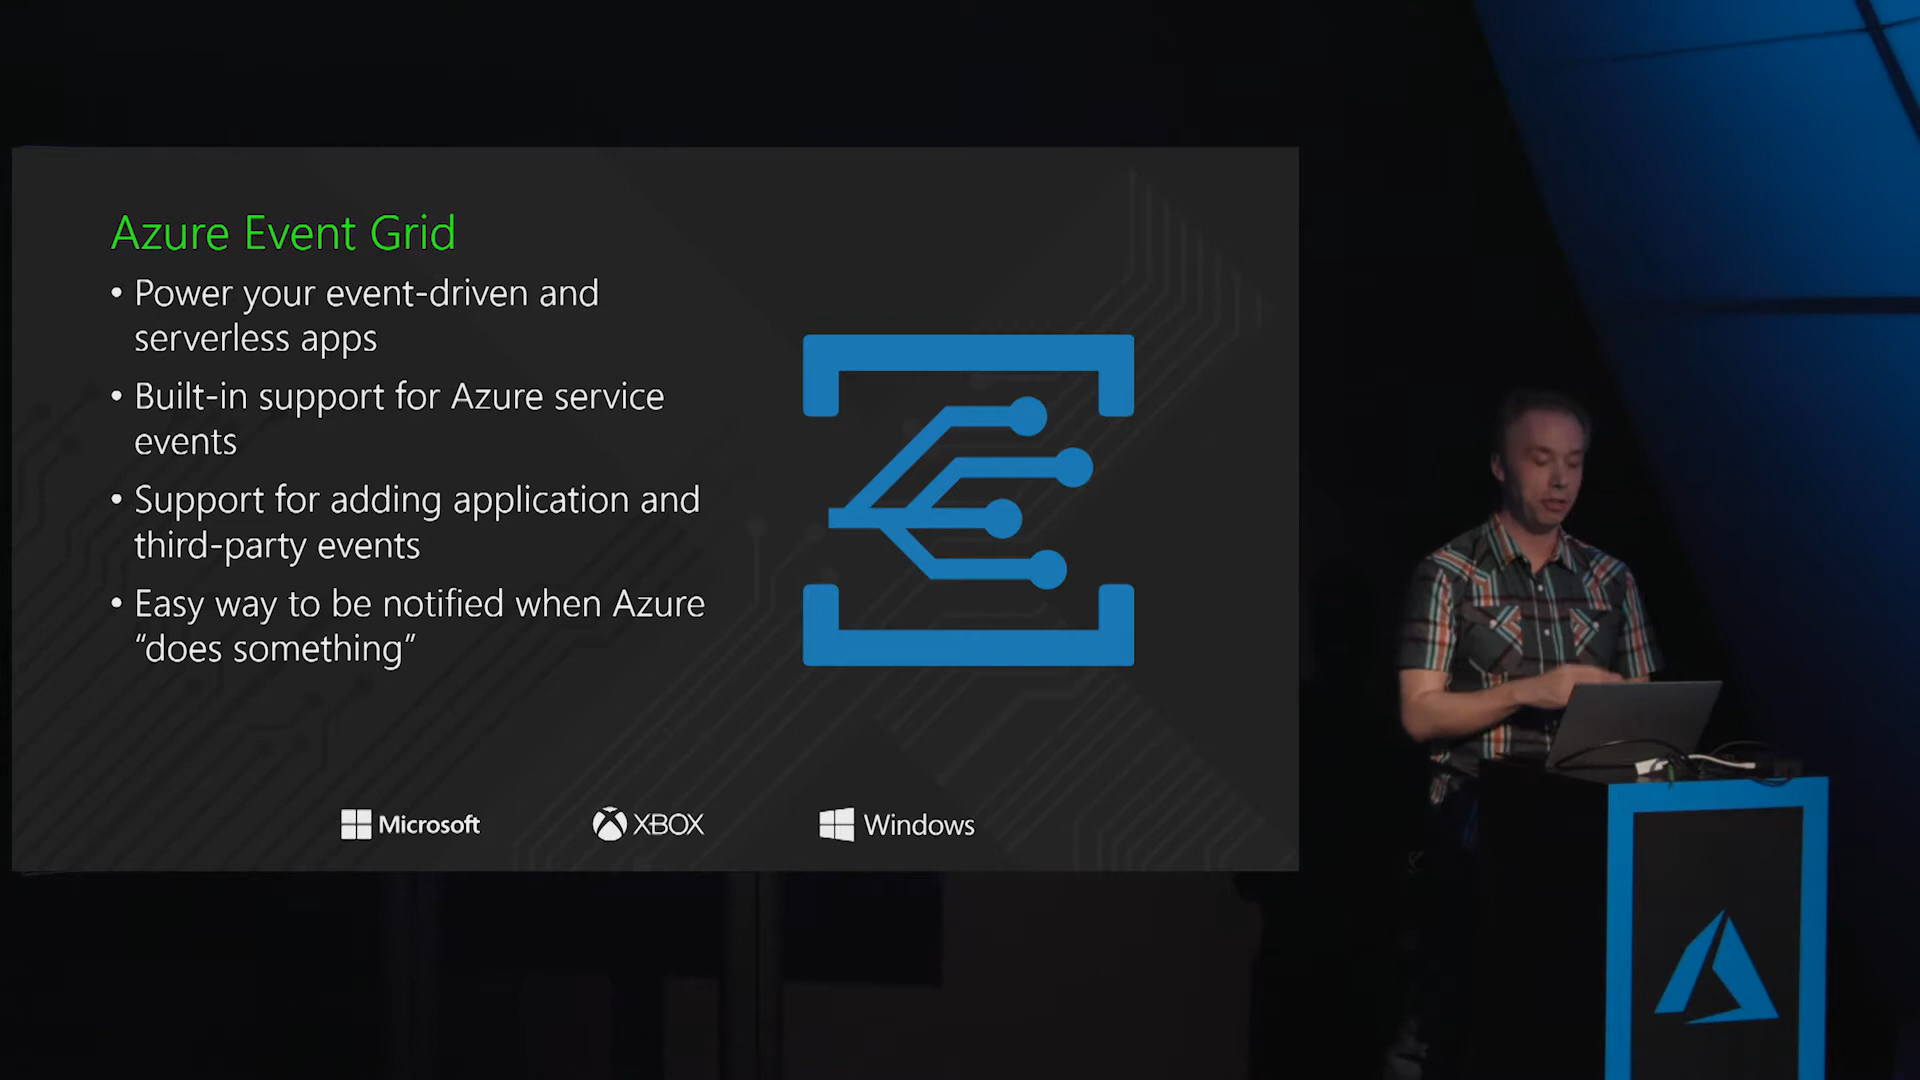 Azure Event Grid
• Power your event-driven and
serverless apps
• Built-in support for Azure service
events
• Support for adding application and
third-party events
• Easy way to be notified when Azure
“does something”
Microsoft
XBOX
Windows